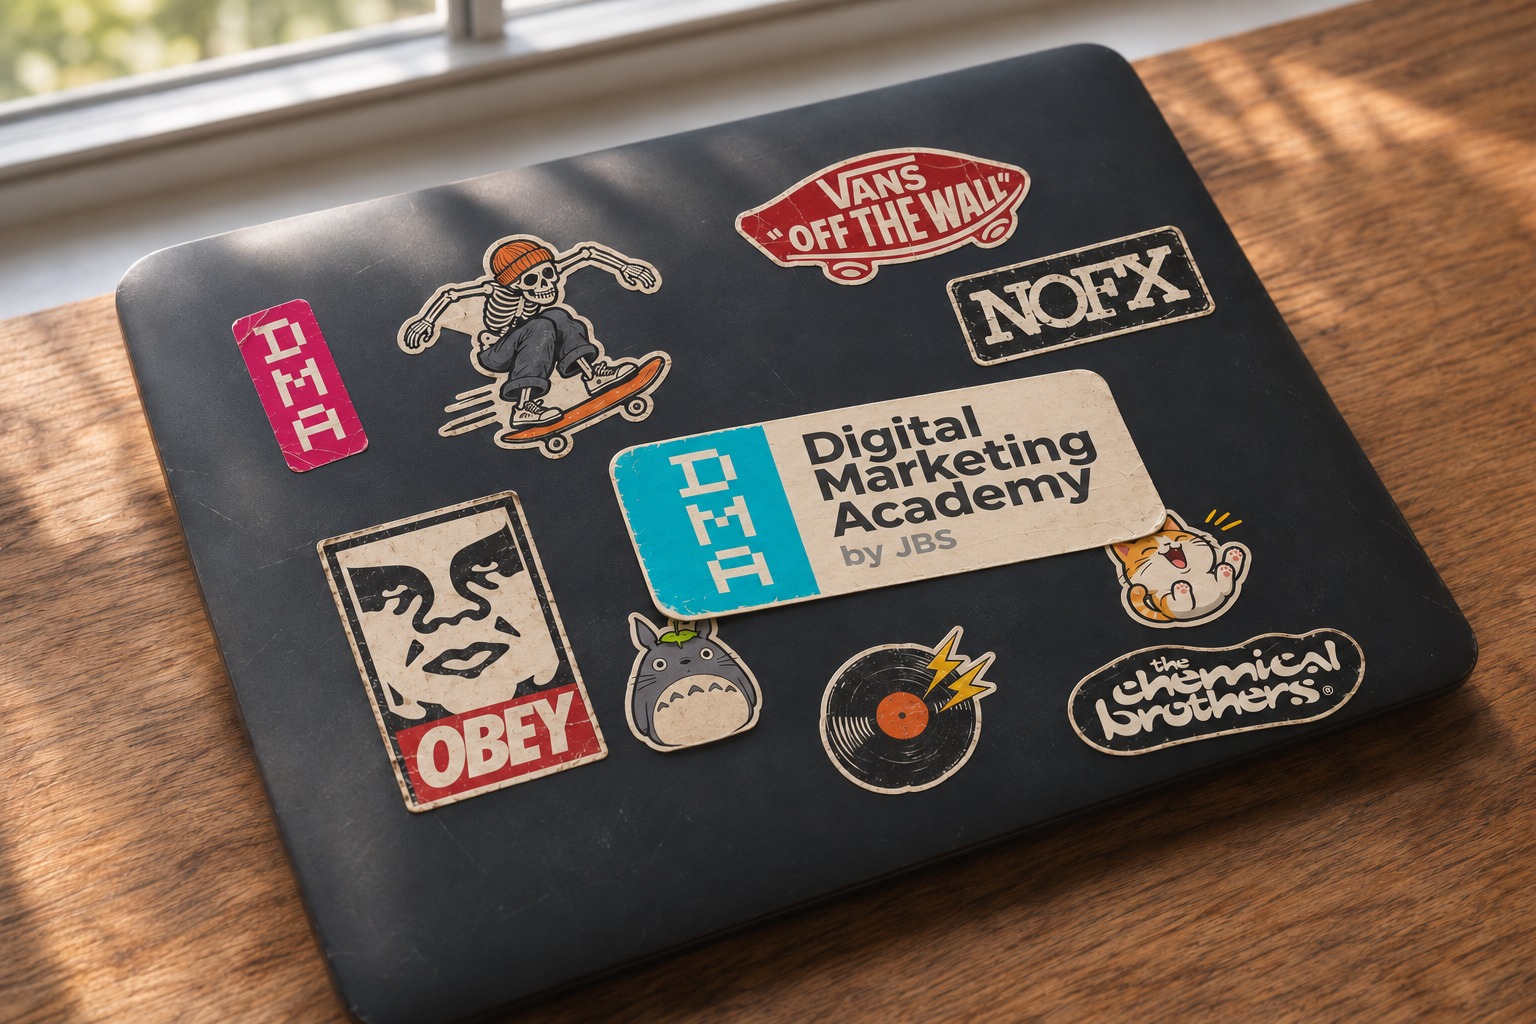 VANS
"OFF THE WALL"
NOFX
DMA
DMA
Digital
Marketing
Academy
by JBS
OBEY
the
chemical
brothers®